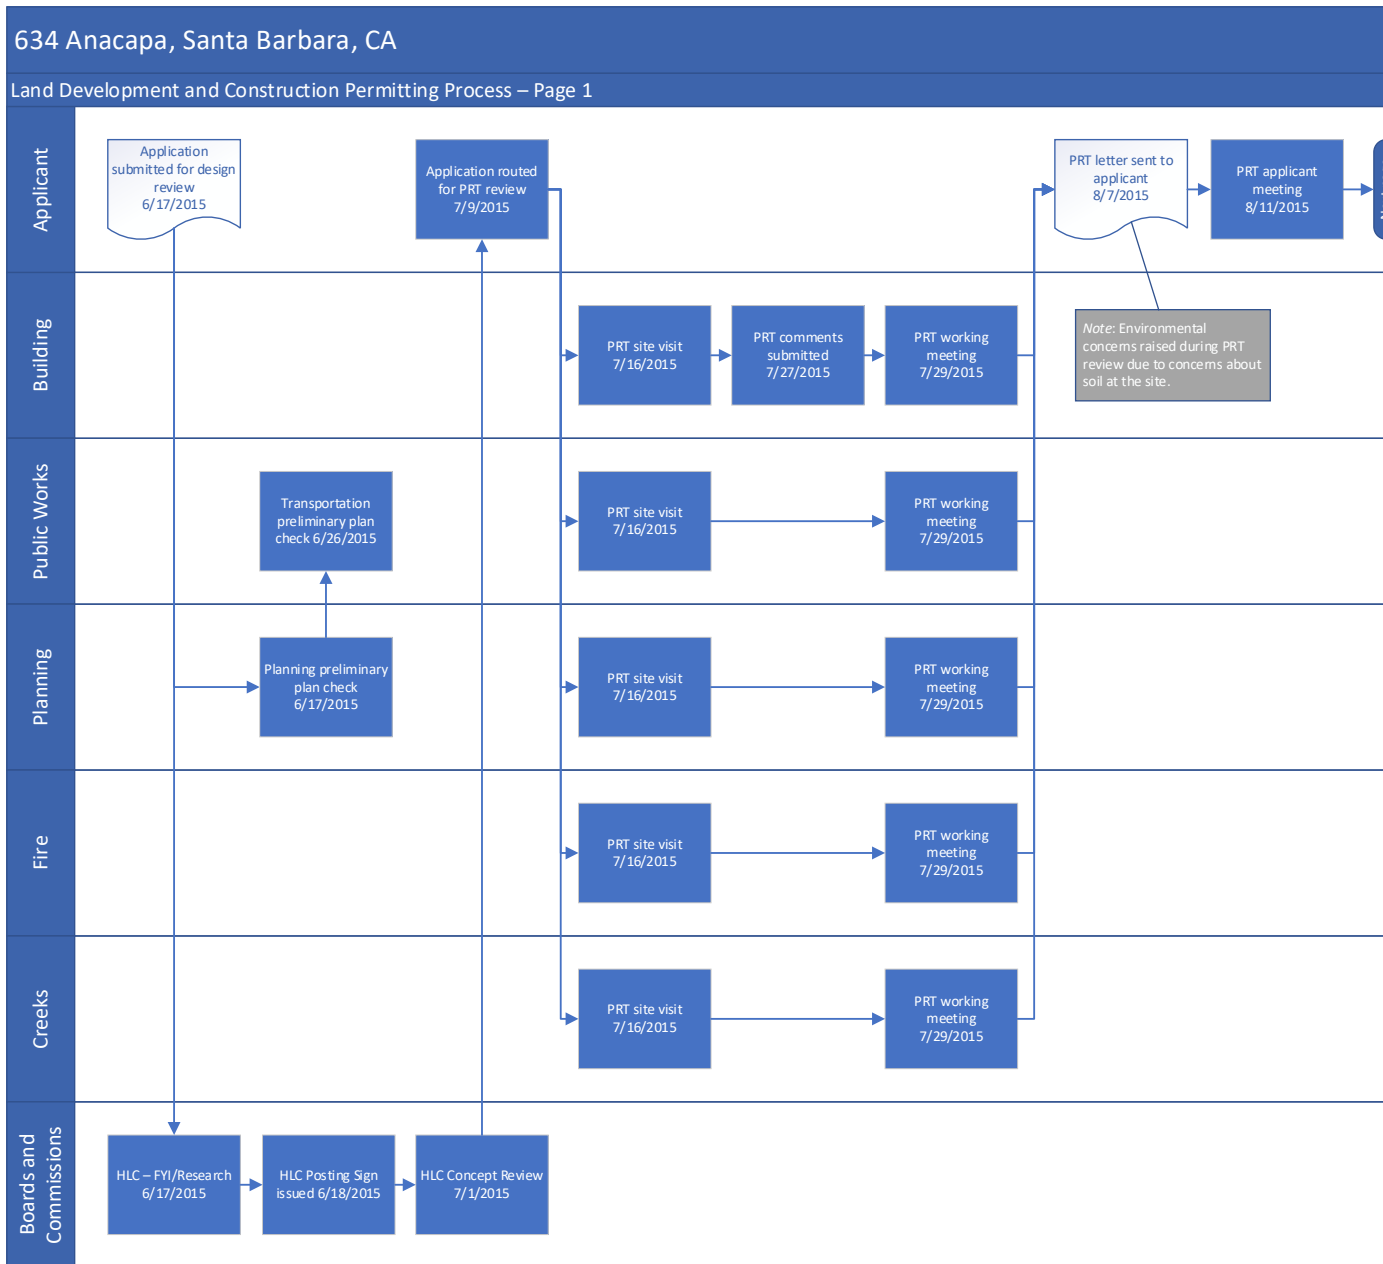 634 Anacapa, Santa Barbara, CA
Land Development and Construction Permitting Process – Page 1
Applicant
Application
submitted for design
review
6/17/2015
Application routed
for PRT review
7/9/2015
PRT letter sent to
applicant
8/7/2015
PRT applicant
meeting
8/11/2015
Building
PRT site visit
7/16/2015
PRT comments
submitted
7/27/2015
PRT working
meeting
7/29/2015
Note: Environmental
concerns raised during PRT
review due to concerns about
soil at the site.
Public Works
Transportation
preliminary plan
check 6/26/2015
PRT site visit
7/16/2015
PRT working
meeting
7/29/2015
Planning
Planning preliminary
plan check
6/17/2015
PRT site visit
7/16/2015
PRT working
meeting
7/29/2015
Fire
PRT site visit
7/16/2015
PRT working
meeting
7/29/2015
Creeks
PRT site visit
7/16/2015
PRT working
meeting
7/29/2015
Boards and
Commissions
HLC – FYI/Research
6/17/2015
HLC Posting Sign
issued 6/18/2015
HLC Concept Review
7/1/2015